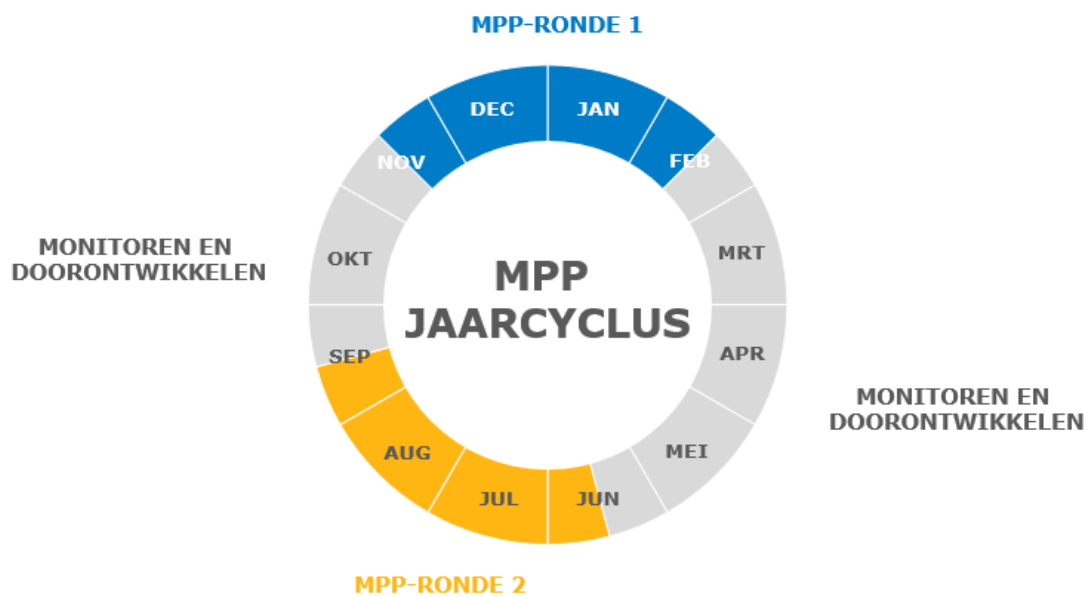 MPP-RONDE 1
DEC
JAN
NOV
FEB
MONITOREN EN
DOORONTWIKKELEN
OKT
MRT
MPP
JAARCYCLUS
SEP
APR
MONITOREN EN
DOORONTWIKKELEN
AUG
MEI
JUL
JUN
MPP-RONDE 2